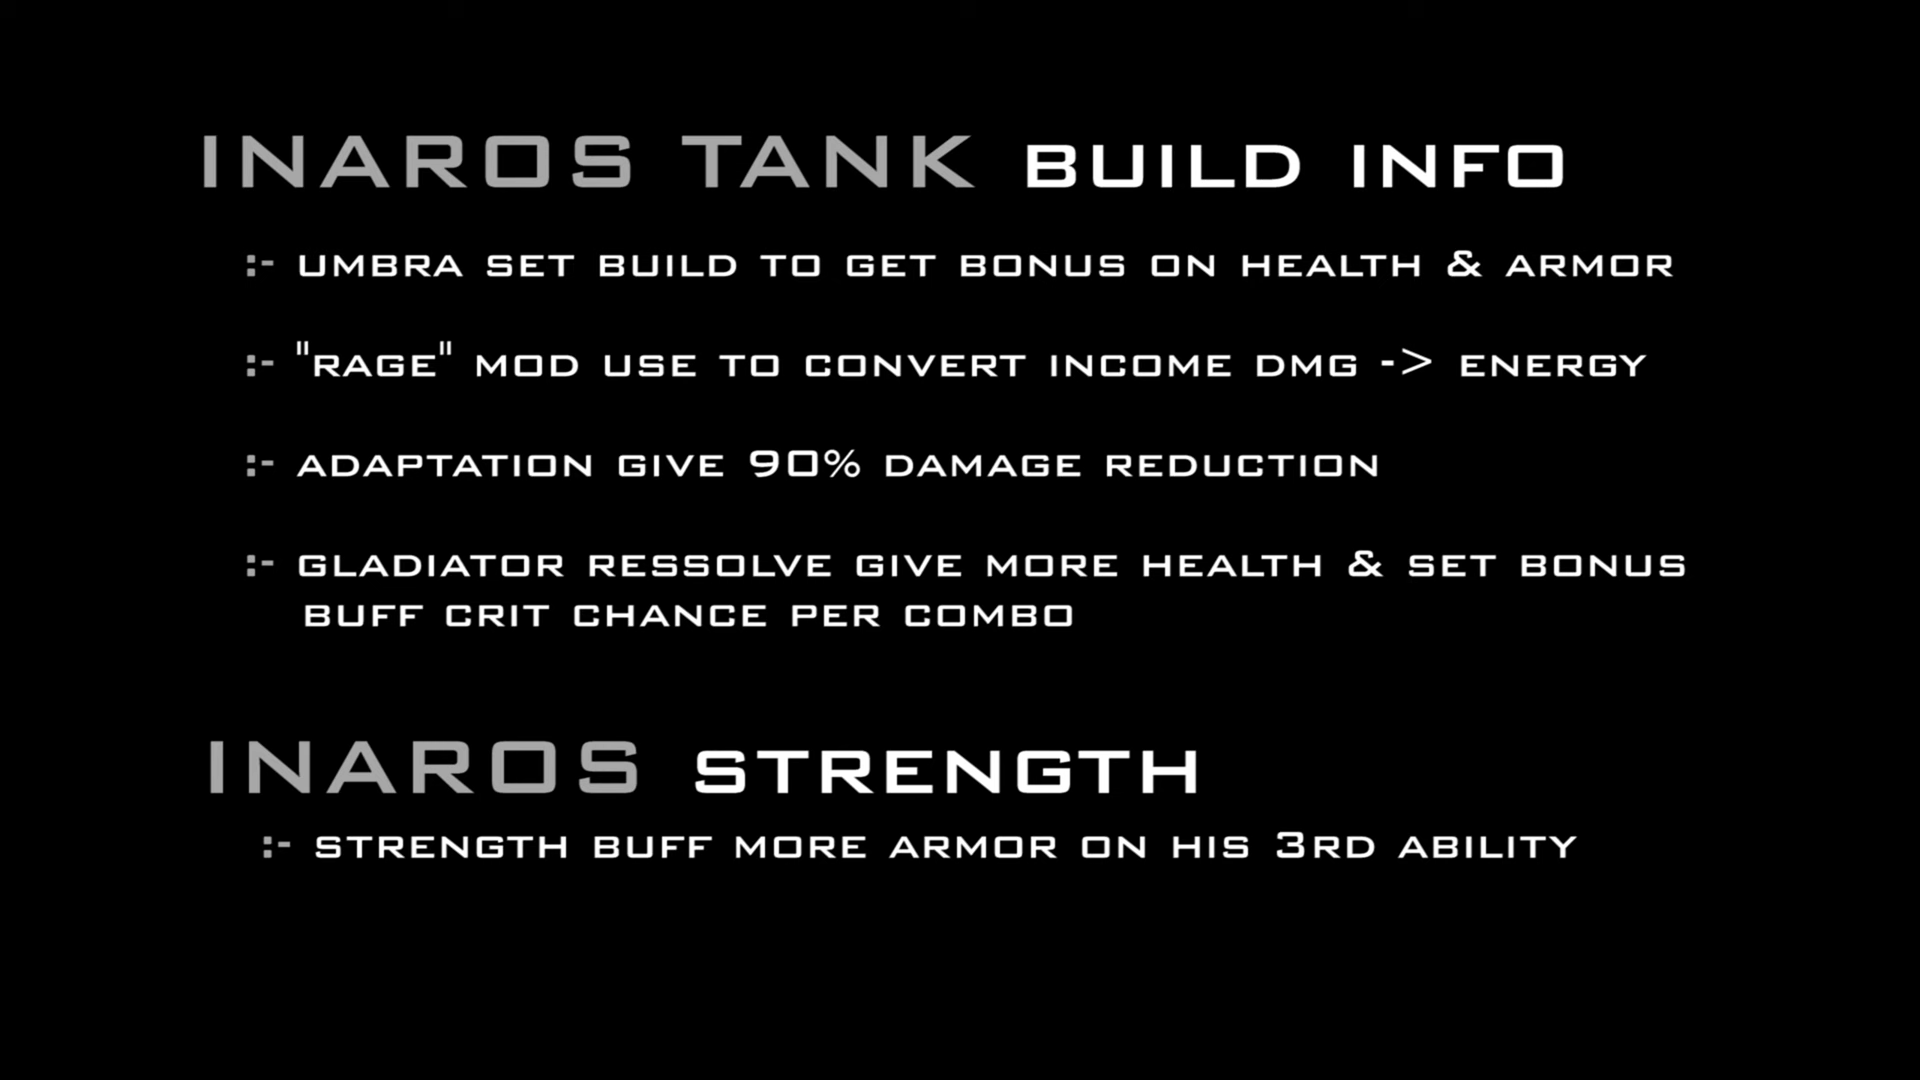 INAROS TANK BUILD INFO
:- UMBRA SET BUILD TO GET BONUS ON HEALTH & ARMOR
:- "RAGE" MOD USE TO CONVERT INCOME DMG -> ENERGY
:- ADAPTATION GIVE 90% DAMAGE REDUCTION
:- GLADIATOR RESSOLVE GIVE MORE HEALTH & SET BONUS
BUFF CRIT CHANCE PER COMBO
INAROS STRENGTH
:- STRENGTH BUFF MORE ARMOR ON HIS 3RD ABILITY